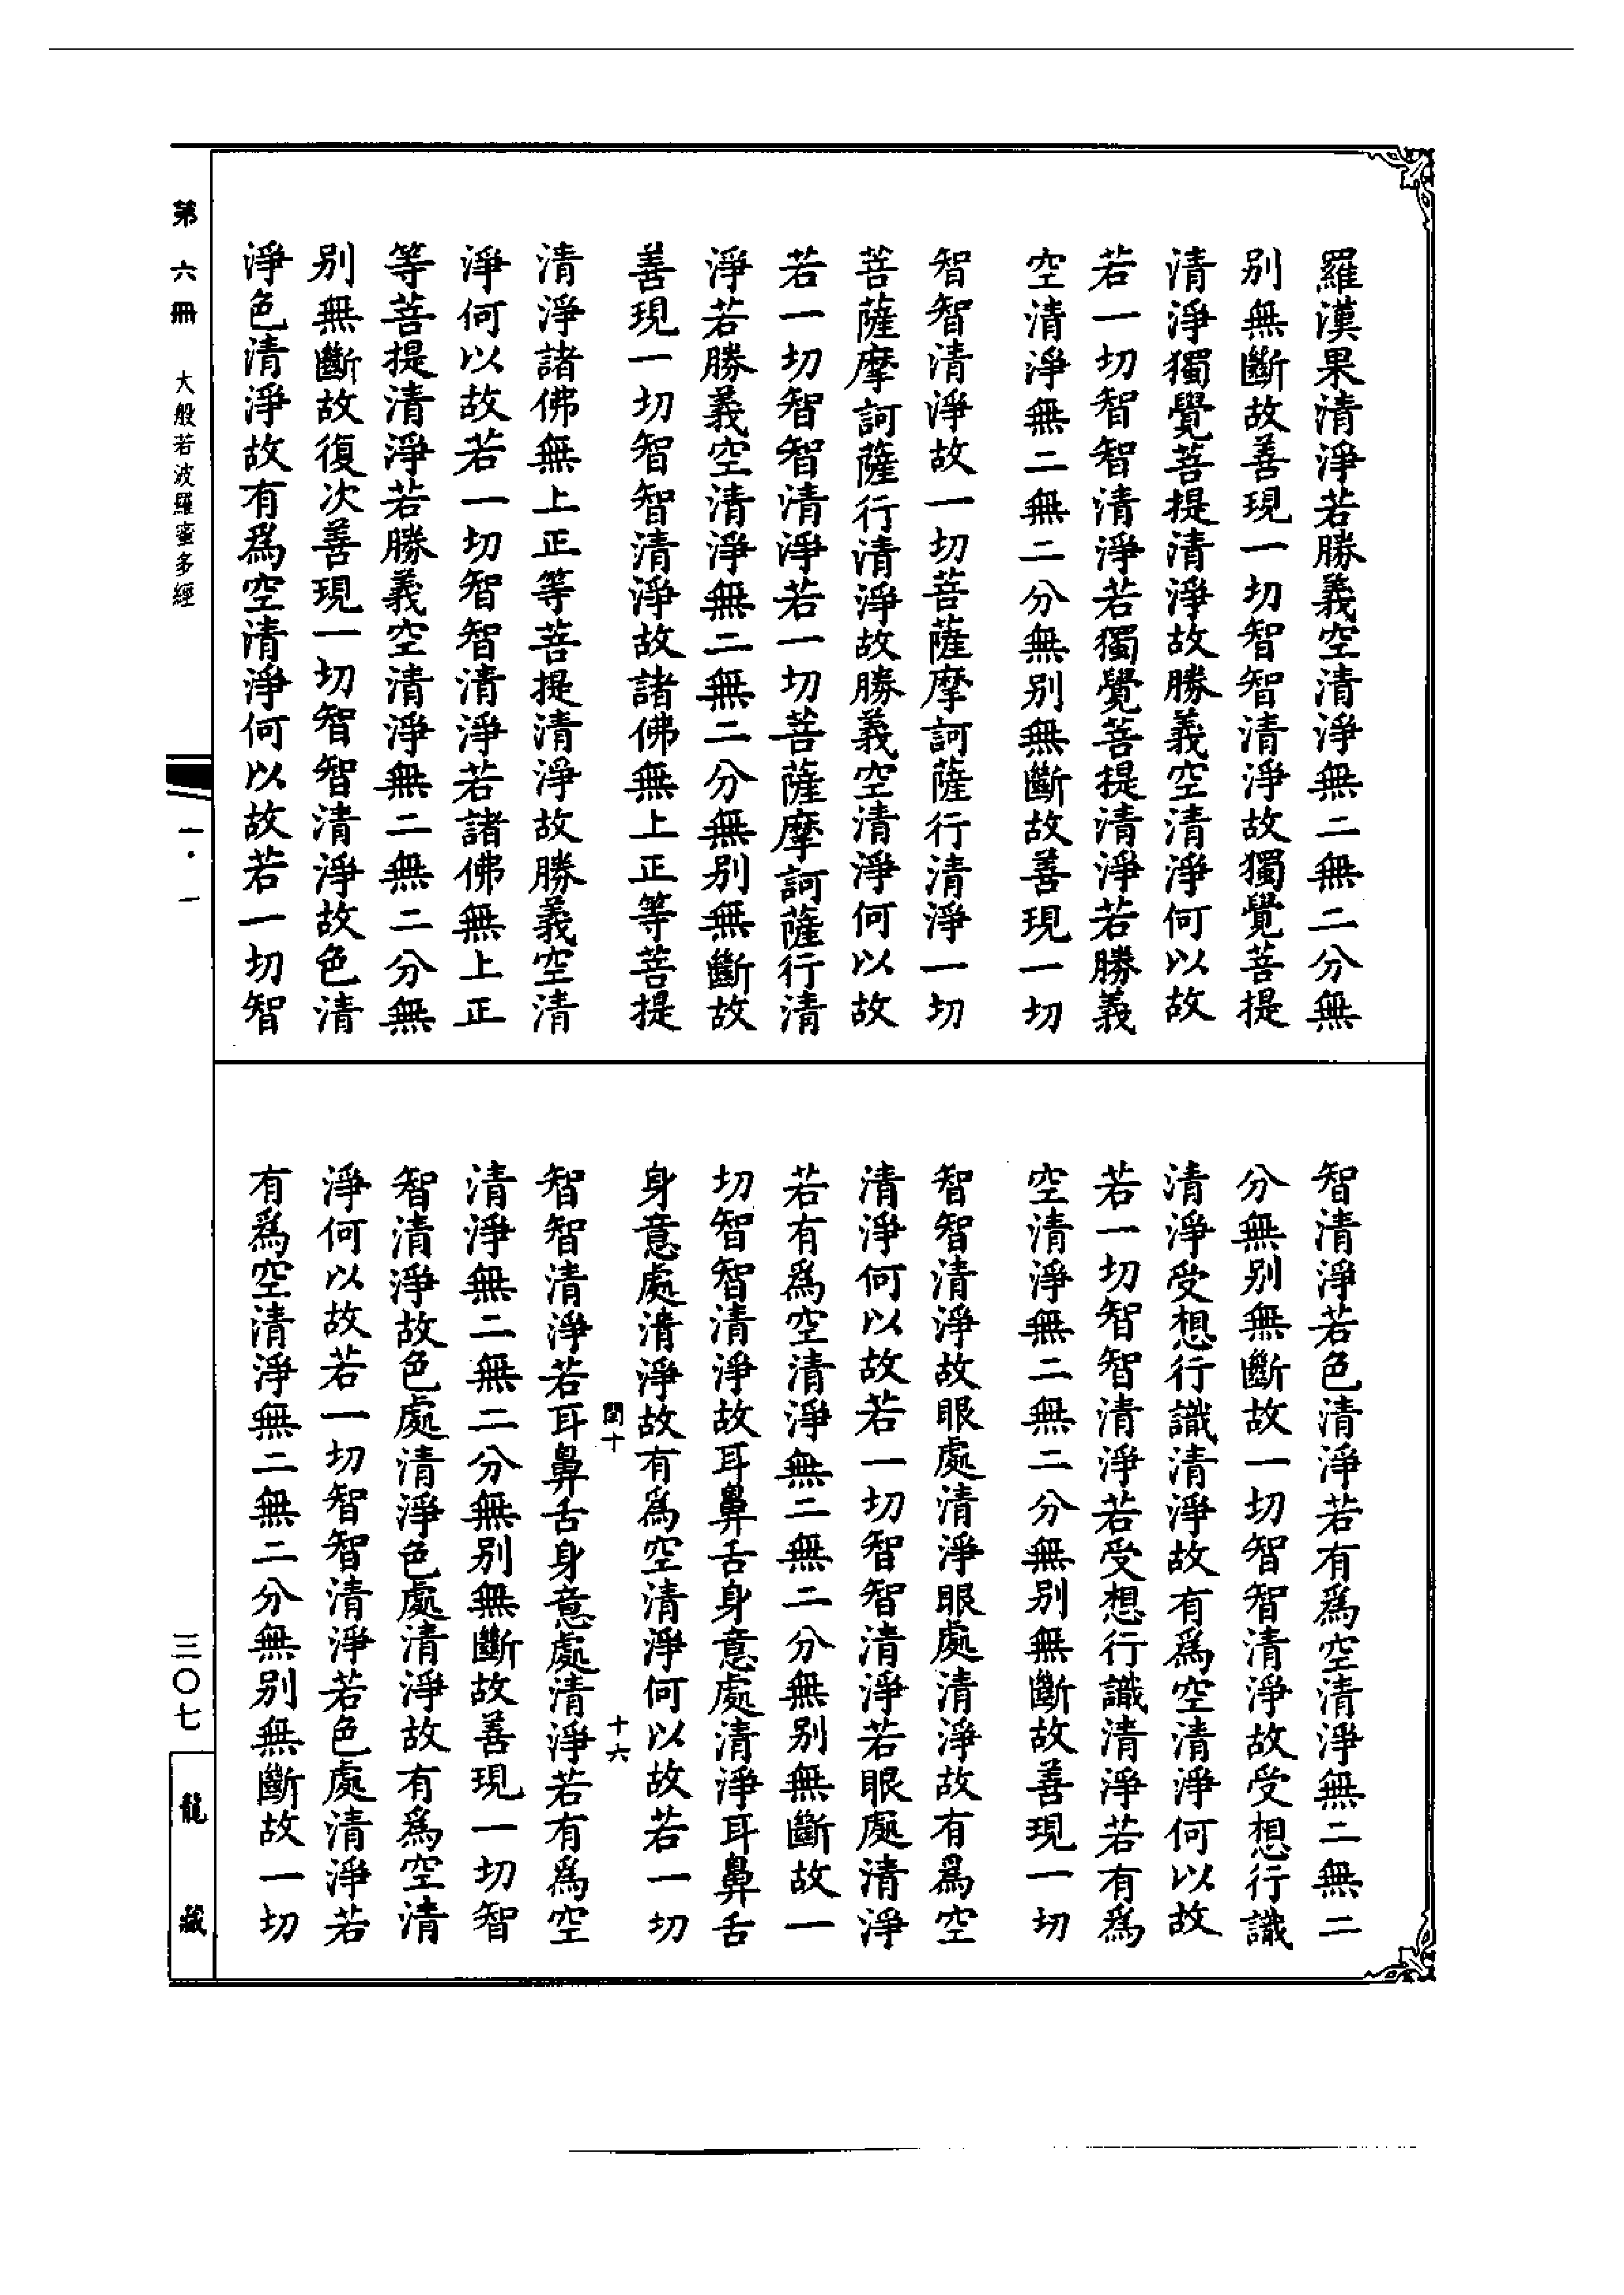 羅漢果清淨若勝義空清淨無二無二分無
別無斷故善現一切智智清淨故獨覺菩提
清淨獨覺菩提清淨故勝義空清淨何以故
若一切智智清淨若獨覺菩提清淨若勝義
空清淨無二無二分無別無斷故善現一切
智智清淨故一切菩薩摩訶薩行清淨一切
菩薩摩訶薩行清淨故勝義空清淨何以故
若一切智智清淨若一切菩薩摩訶薩行清
淨若勝義空清淨無二無二分無別無斷故
善現一切智智清淨故諸佛無上正等菩提
清淨諸佛無上正等菩提清淨故勝義空清
淨何以故若一切智智清淨若諸佛無上正
等菩提清淨若勝義空清淨無二無二分無
別無斷故復次善現一切智智清淨故色清
淨色清淨故有為空清淨何以故若一切智
智清淨若色清淨若有為空清淨無二無二
分無別無斷故一切智智清淨故受想行識
清淨受想行識清淨故有為空清淨何以故
若一切智智清淨若受想行識清淨若有為
空清淨無二無二分無別無斷故善現一切
智智清淨故眼處清淨眼處清淨故有為空
清淨何以故若一切智智清淨若眼處清淨
若有為空清淨無二無二分無別無斷故一
切智智清淨故耳鼻舌身意處清淨耳鼻舌
身意處清淨故有為空清淨何以故若一切
閏十 十六
智智清淨若耳鼻舌身意處清淨若有為空
清淨無二無二分無別無斷故善現一切智
智清淨故色處清淨色處清淨故有為空清
淨何以故若一切智智清淨若色處清淨若
有為空清淨無二無二分無別無斷故一切
第六冊 大般若波羅蜜多經 一·一 三〇七 龍藏